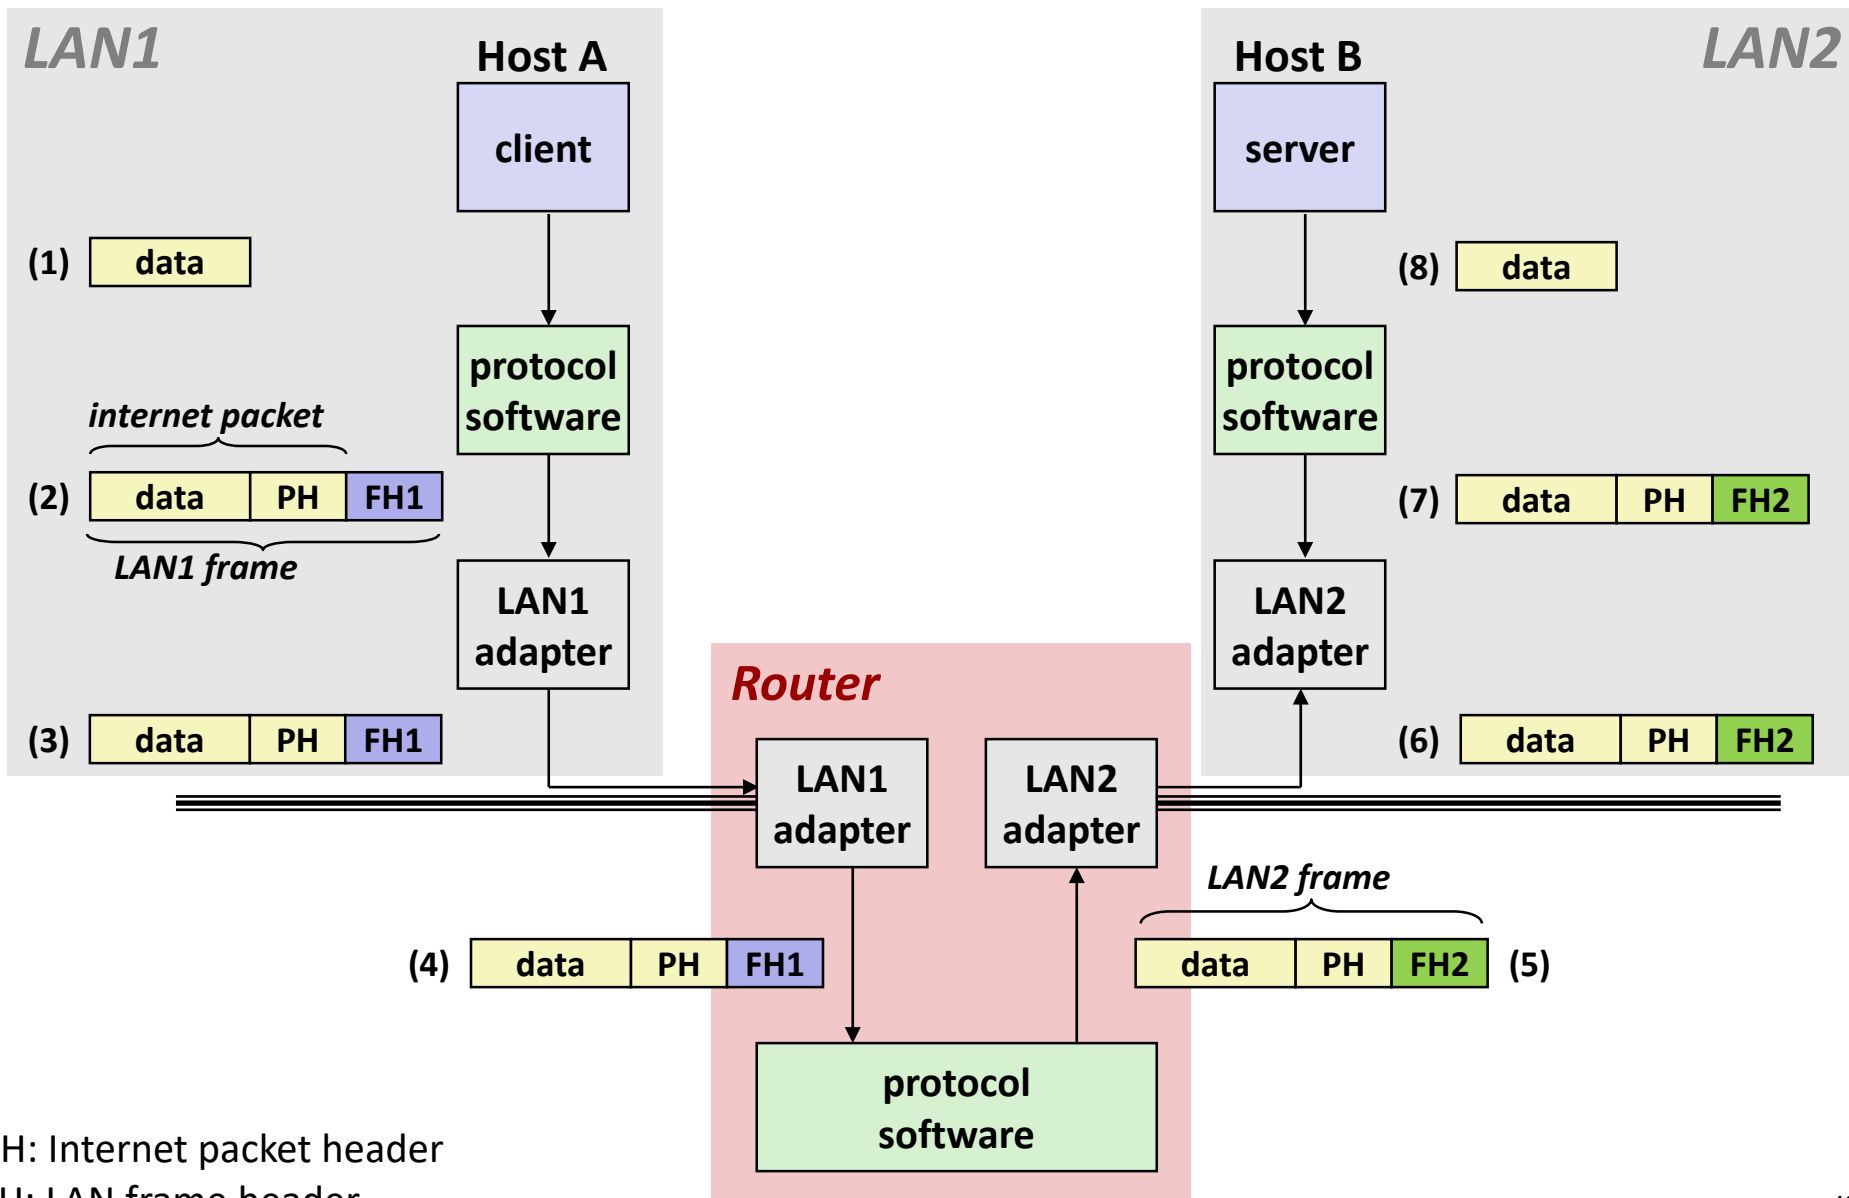 LAN1
Host A
client
(1) data
protocol
software
internet packet
(2) data PH FH1
LAN1 frame
LAN1
adapter
(3) data PH FH1
Host B
LAN2
server
(8) data
protocol
software
(7) data PH FH2
LAN2
adapter
(6) data PH FH2
Router
LAN1
adapter
LAN2
adapter
LAN2 frame
(4) data PH FH1
data PH FH2 (5)
protocol
software
H: Internet packet header
H: LAN frame header